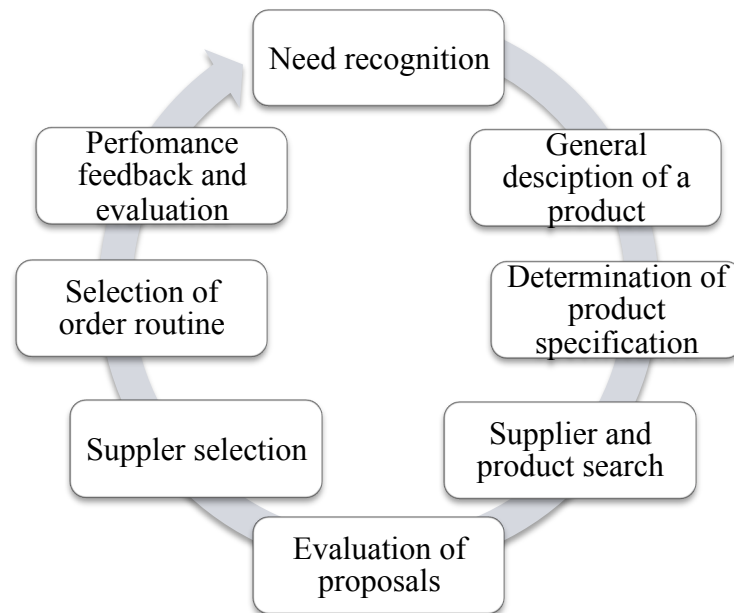 Need recognition
General
desciption of a
product
Determination of
product
specification
Supplier and
product search
Evaluation of
proposals
Suppler selection
Selection of
order routine
Perfomance
feedback and
evaluation